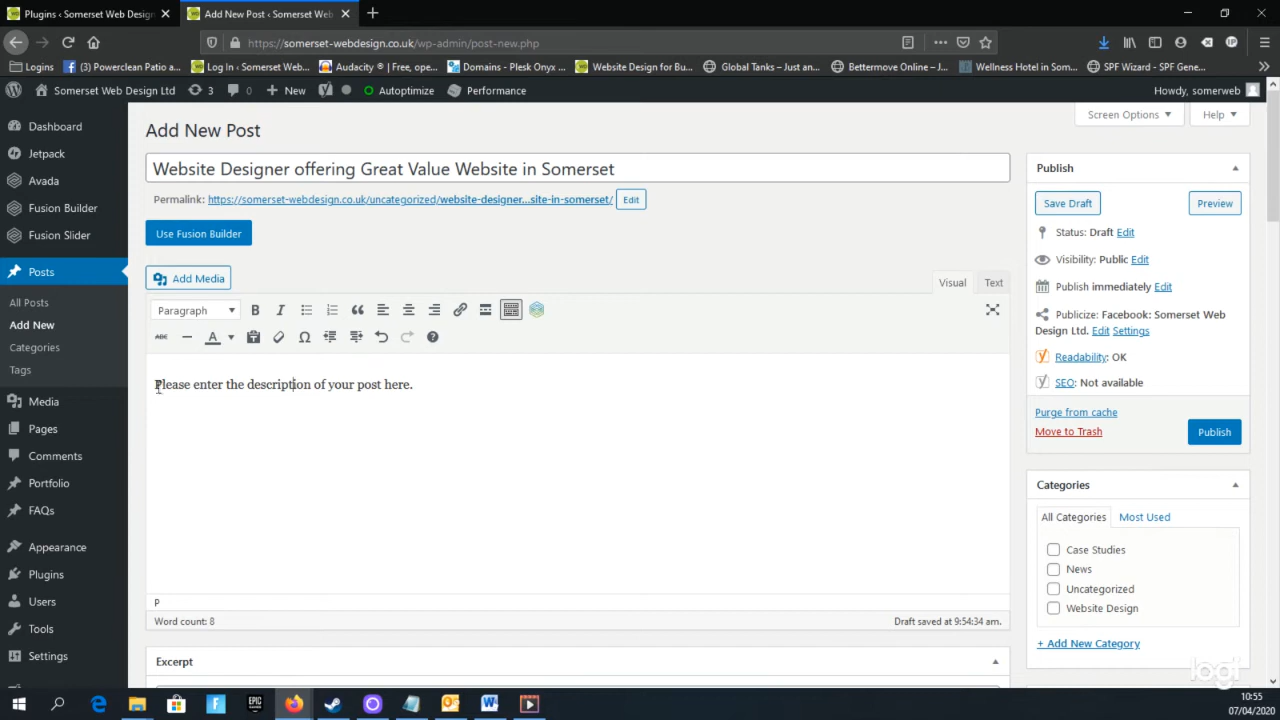 Plugins ‹ Somerset Web Design
Add New Post ‹ Somerset Web
https://somerset-webdesign.co.uk/wp-admin/post-new.php
Logins
(3) Powerclean Patio a...
Log In ‹ Somerset Web...
Audacity ® | Free, ope...
Domains - Plesk Onyx ...
Website Design for Bu...
Global Tanks – Just an...
Bettermove Online – J...
Wellness Hotel in Som...
SPF Wizard - SPF Gene...
Somerset Web Design Ltd
3
0
New
Autoptimize
Performance
Howdy, someweb
Dashboard
Jetpack
Avada
Fusion Builder
Fusion Slider
Posts
All Posts
Add New
Categories
Tags
Media
Pages
Comments
Portfolio
FAQs
Appearance
Plugins
Users
Tools
Settings
Screen Options
Help
Add New Post
Website Designer offering Great Value Website in Somerset
Permalink: https://somerset-webdesign.co.uk/uncategorized/website-designer...site-in-somerset/ Edit
Use Fusion Builder
Add Media
Visual
Text
Paragraph
B
I
ABC
A
Ω
Please enter the description of your post here.
P
Word count: 8
Draft saved at 9:54:34 am.
Excerpt
Publish
Save Draft
Preview
Status: Draft Edit
Visibility: Public Edit
Publish immediately Edit
Publicize: Facebook: Somerset Web
Design Ltd. Edit Settings
Readability: OK
SEO: Not available
Purge from cache
Move to Trash
Publish
Categories
All Categories
Most Used
Case Studies
News
Uncategorized
Website Design
+ Add New Category
logi
10:55
07/04/2020